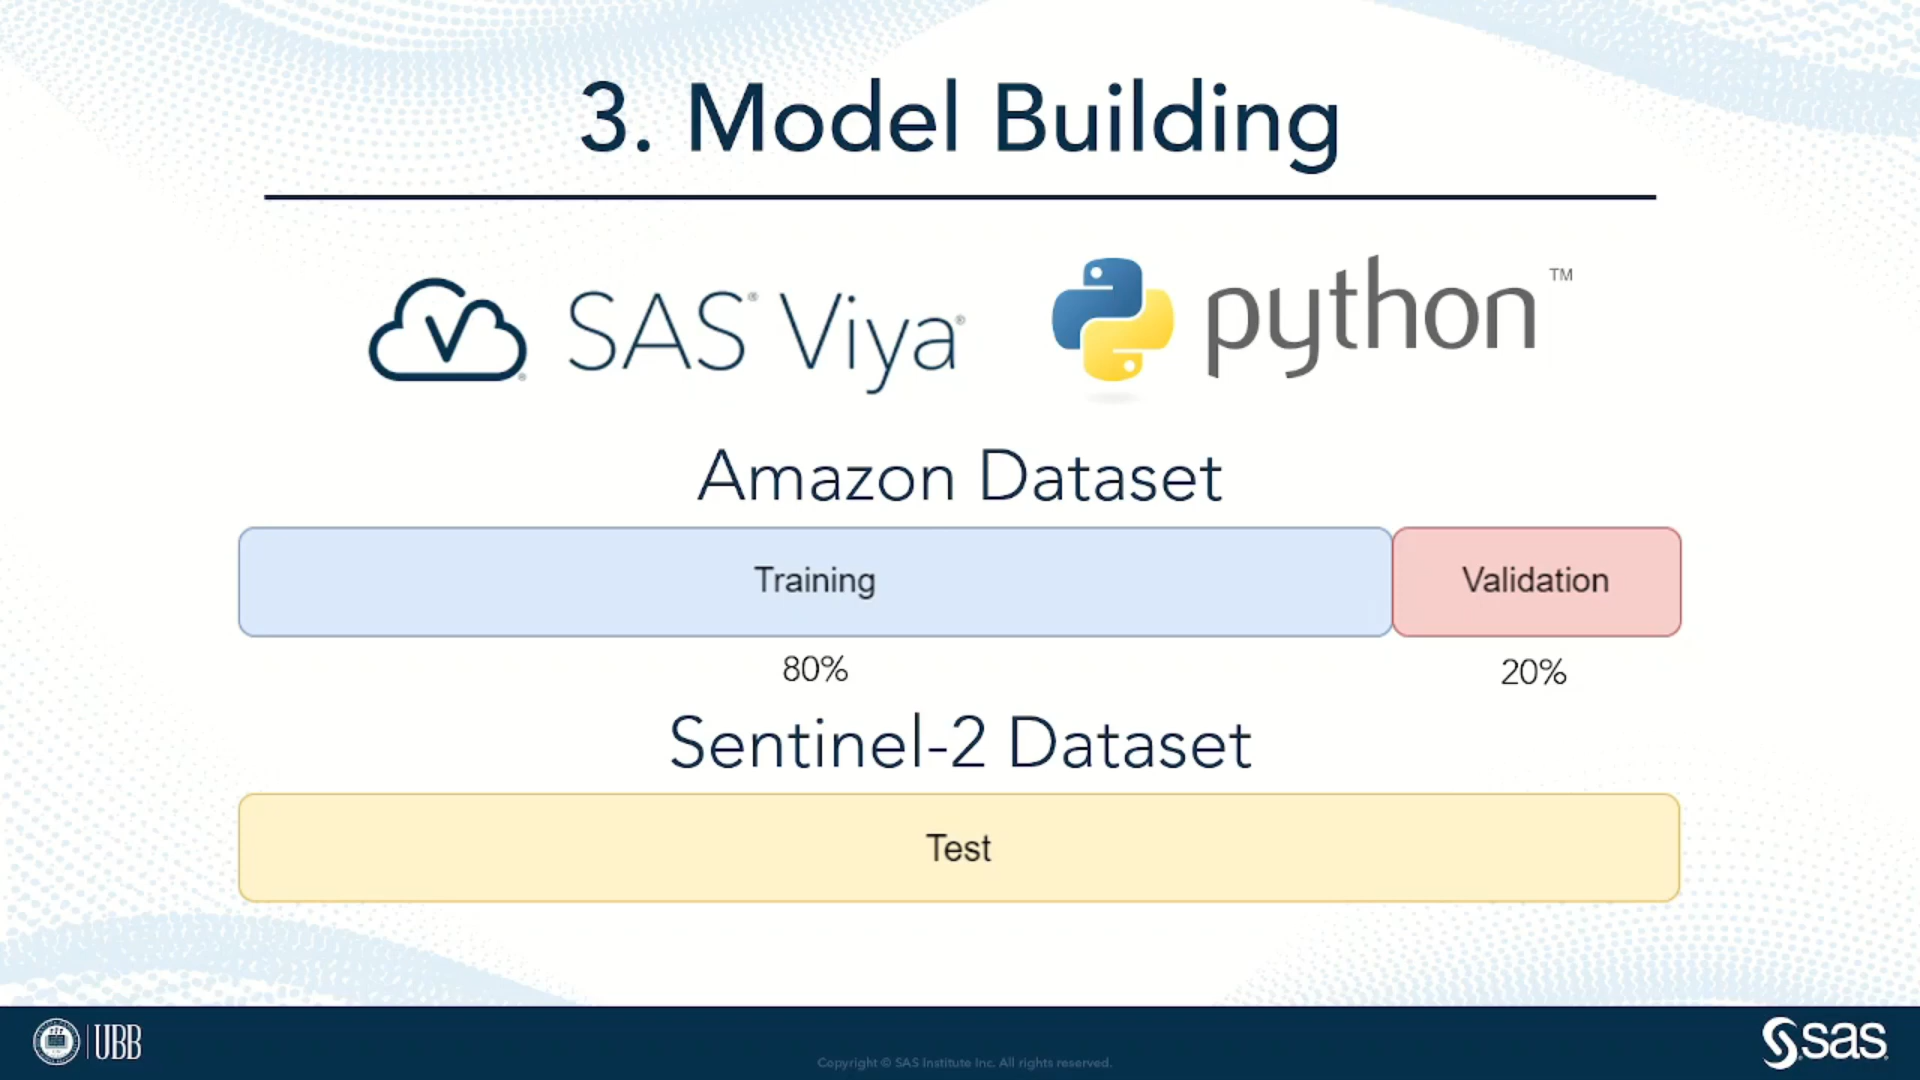 3. Model Building
SAS® Viya®
python™
Amazon Dataset
Training
Validation
80%
20%
Sentinel-2 Dataset
Test
UBB
Copyright © SAS Institute Inc. All rights reserved.
sas